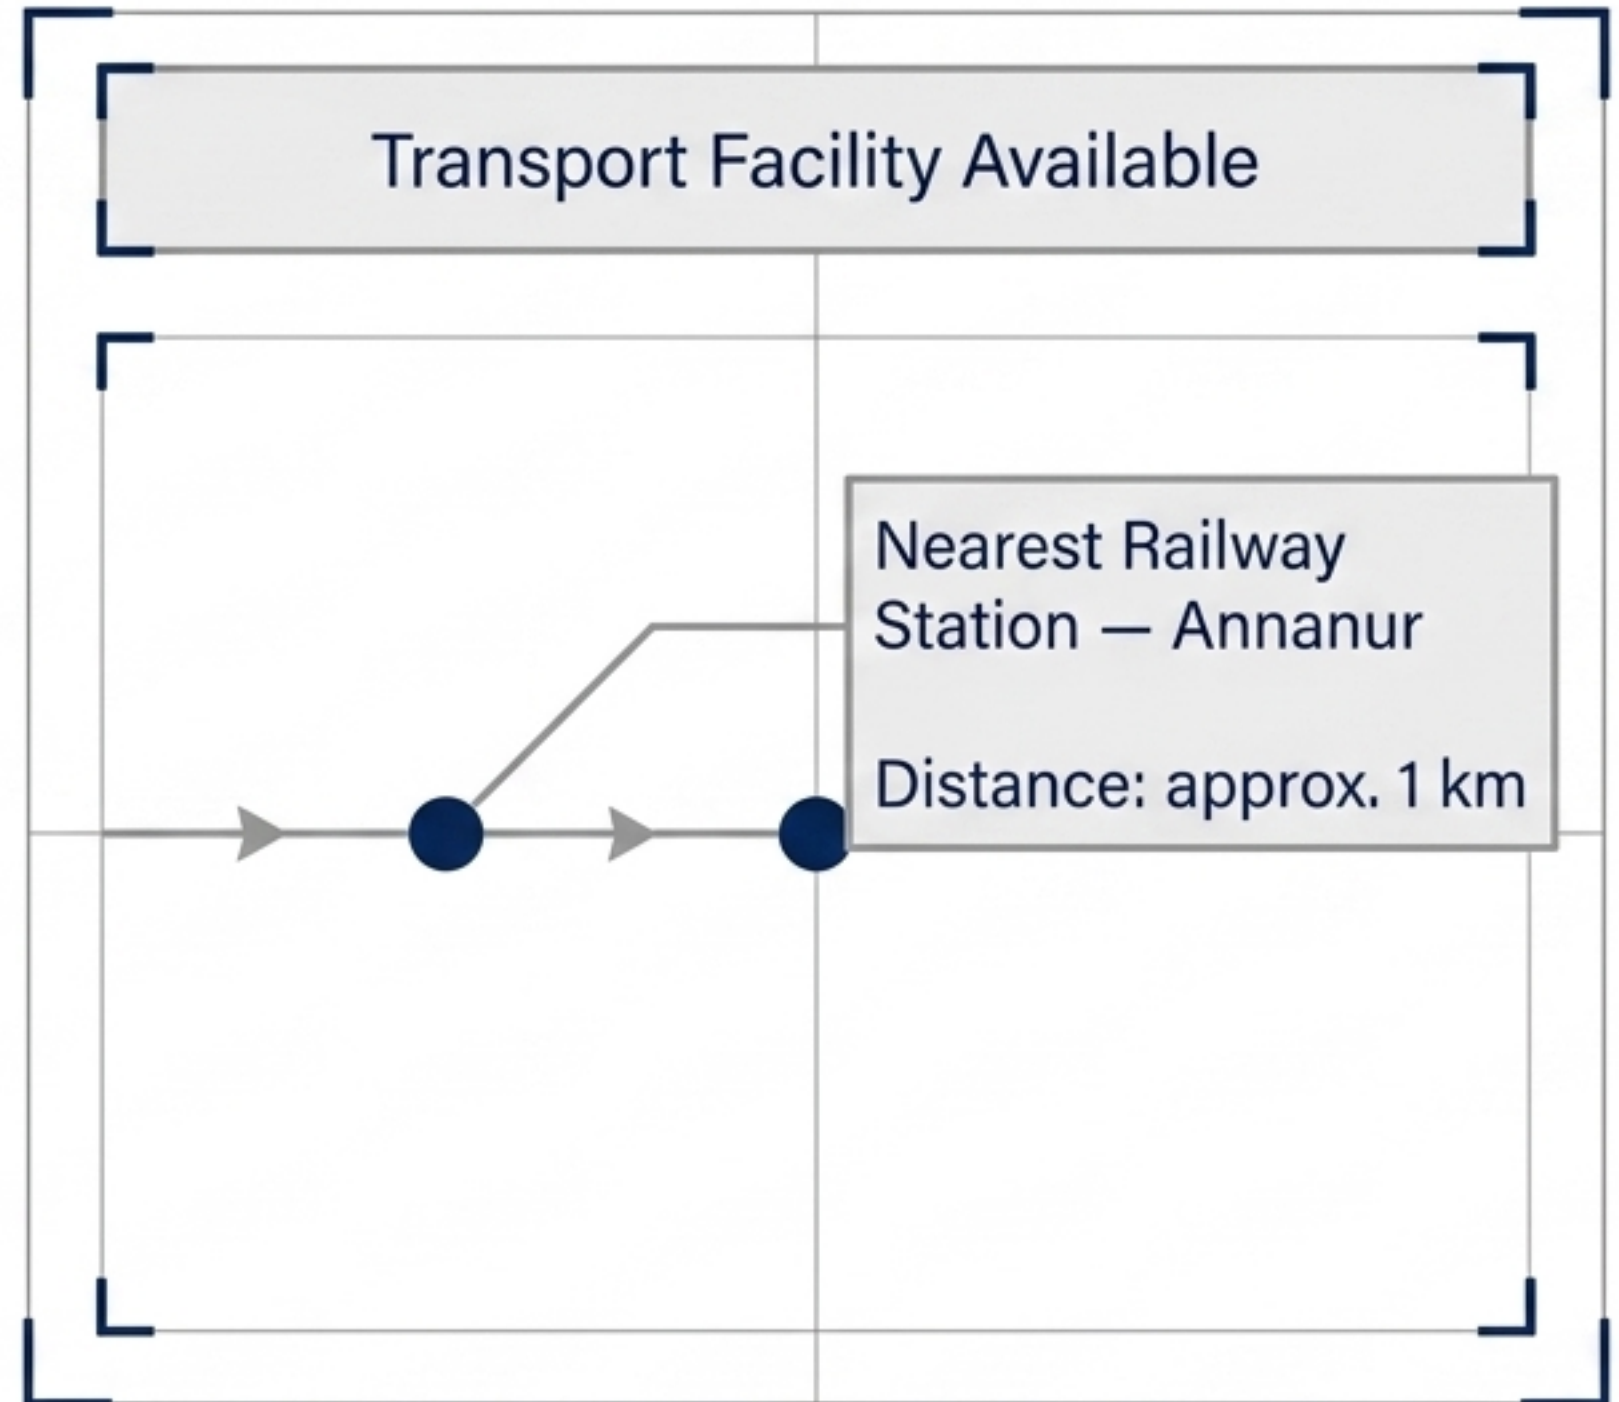 Transport Facility Available
Nearest Railway
Station — Annanur
Distance: approx. 1 km